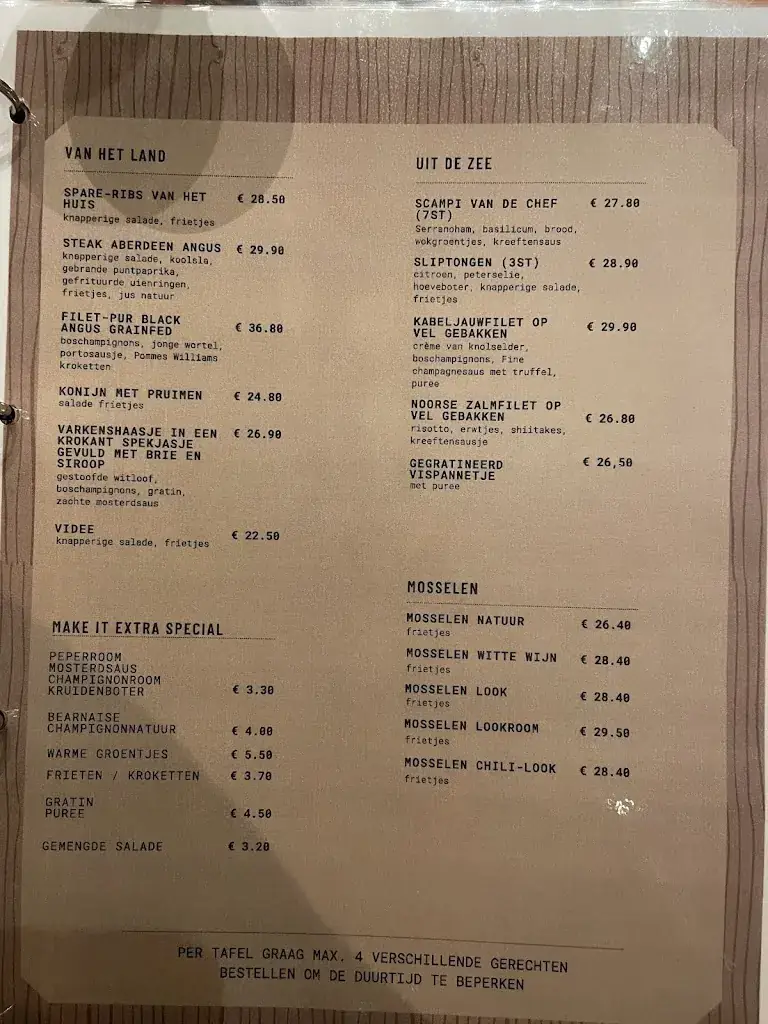 VAN HET LAND
SPARE-RIBS VAN HET € 28.50
HUIS
knapperige salade, frietjes
STEAK ABERDEEN ANGUS € 29.90
knapperige salade, koolsla,
gebrande puntpaprika,
gefrituurde uienringen,
frietjes, jus natuur
FILET-PUR BLACK
ANGUS GRAINFED € 36.80
boschampignons, jonge wortel,
portosausje, Pommes Williams
kroketten
KONIJN MET PRUIMEN € 24.80
salade frietjes
VARKENSHAASJE IN EEN € 26.90
KROKANT SPEKJASJE
GEVULD MET BRIE EN
SIROOP
gestoofde witloof,
boschampignons, gratin,
zachte mosterdsaus
VIDEE € 22.50
knapperige salade, frietjes
MAKE IT EXTRA SPECIAL
PEPERROOM
MOSTERDSAUS
CHAMPIGNONROOM
KRUIDENBOTER € 3.30
BEARNAISE
CHAMPIGNONNATUUR € 4.00
WARME GROENTJES € 5.50
FRIETEN / KROKETTEN € 3.70
GRATIN
PUREE € 4.50
GEMENGDE SALADE € 3.20
UIT DE ZEE
SCAMPI VAN DE CHEF € 27.80
(7ST)
Serranoham, basilicum, brood,
wokgroentjes, kreeftensaus
SLIPTONGEN (3ST) € 28.90
citroen, peterselie,
hoeveboter, knapperige salade,
frietjes
KABELJAUWFILET OP € 29.90
VEL GEBAKKEN
crème van knolselder,
boschampignons, Fine
champagnesaus met truffel,
puree
NOORSE ZALMFILET OP
VEL GEBAKKEN € 26.80
risotto, erwtjes, shiitakes,
kreeftensausje
GEGRATINEERD € 26,50
VISPANNETJE
met puree
MOSSELEN
MOSSELEN NATUUR € 26.40
frietjes
MOSSELEN WITTE WIJN € 28.40
frietjes
MOSSELEN LOOK € 28.40
frietjes
MOSSELEN LOOKROOM € 29.50
frietjes
MOSSELEN CHILI-LOOK € 28.40
frietjes
PER TAFEL GRAAG MAX. 4 VERSCHILLENDE GERECHTEN
BESTELLEN OM DE DUURTIJD TE BEPERKEN